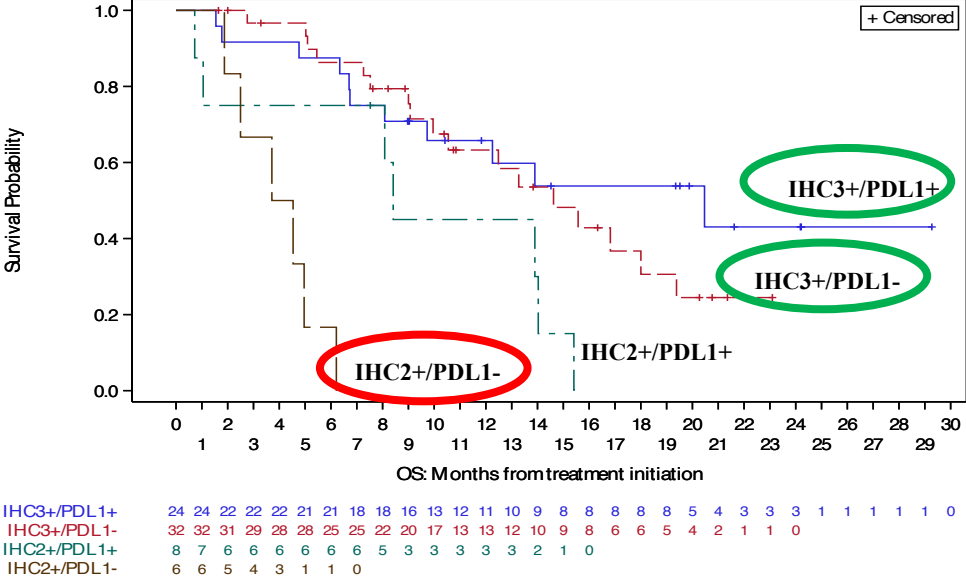 + Censored
1.0
0.8
0.6
0.4
0.2
0.0
Survival Probability
IHC3+/PDL1+
IHC3+/PDL1-
IHC2+/PDL1+
IHC2+/PDL1-
0 2 4 6 8 10 12 14 16 18 20 22 24 26 28 30
1 3 5 7 9 11 13 15 17 19 21 23 25 27 29
OS: Months from treatment initiation
IHC3+/PDL1+ 24 24 22 22 22 21 21 18 18 16 13 12 11 10 9 8 8 8 8 8 5 4 3 3 3 1 1 1 1 1 0
IHC3+/PDL1- 32 32 31 29 28 28 25 25 22 20 17 13 13 12 10 9 8 6 6 5 4 2 1 1 0
IHC2+/PDL1+ 8 7 6 6 6 6 6 6 5 3 3 3 3 3 2 1 0
IHC2+/PDL1- 6 6 5 4 3 1 1 0